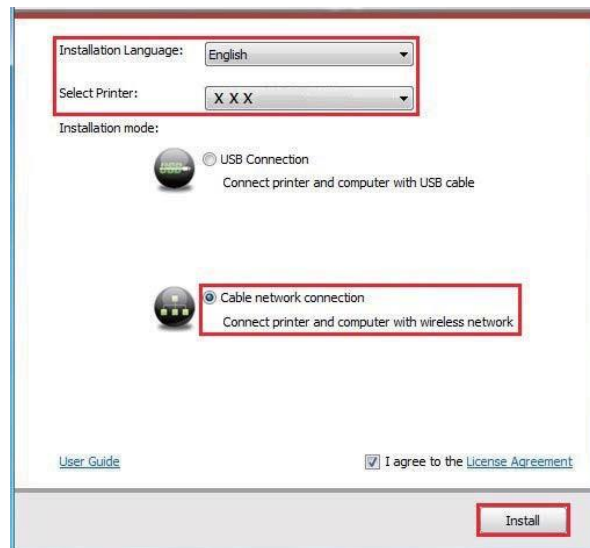 Installation Language:
English
Select Printer:
X X X
Installation mode:
USB
USB Connection
Connect printer and computer with USB cable
Cable network connection
Connect printer and computer with wireless network
User Guide
I agree to the License Agreement
Install